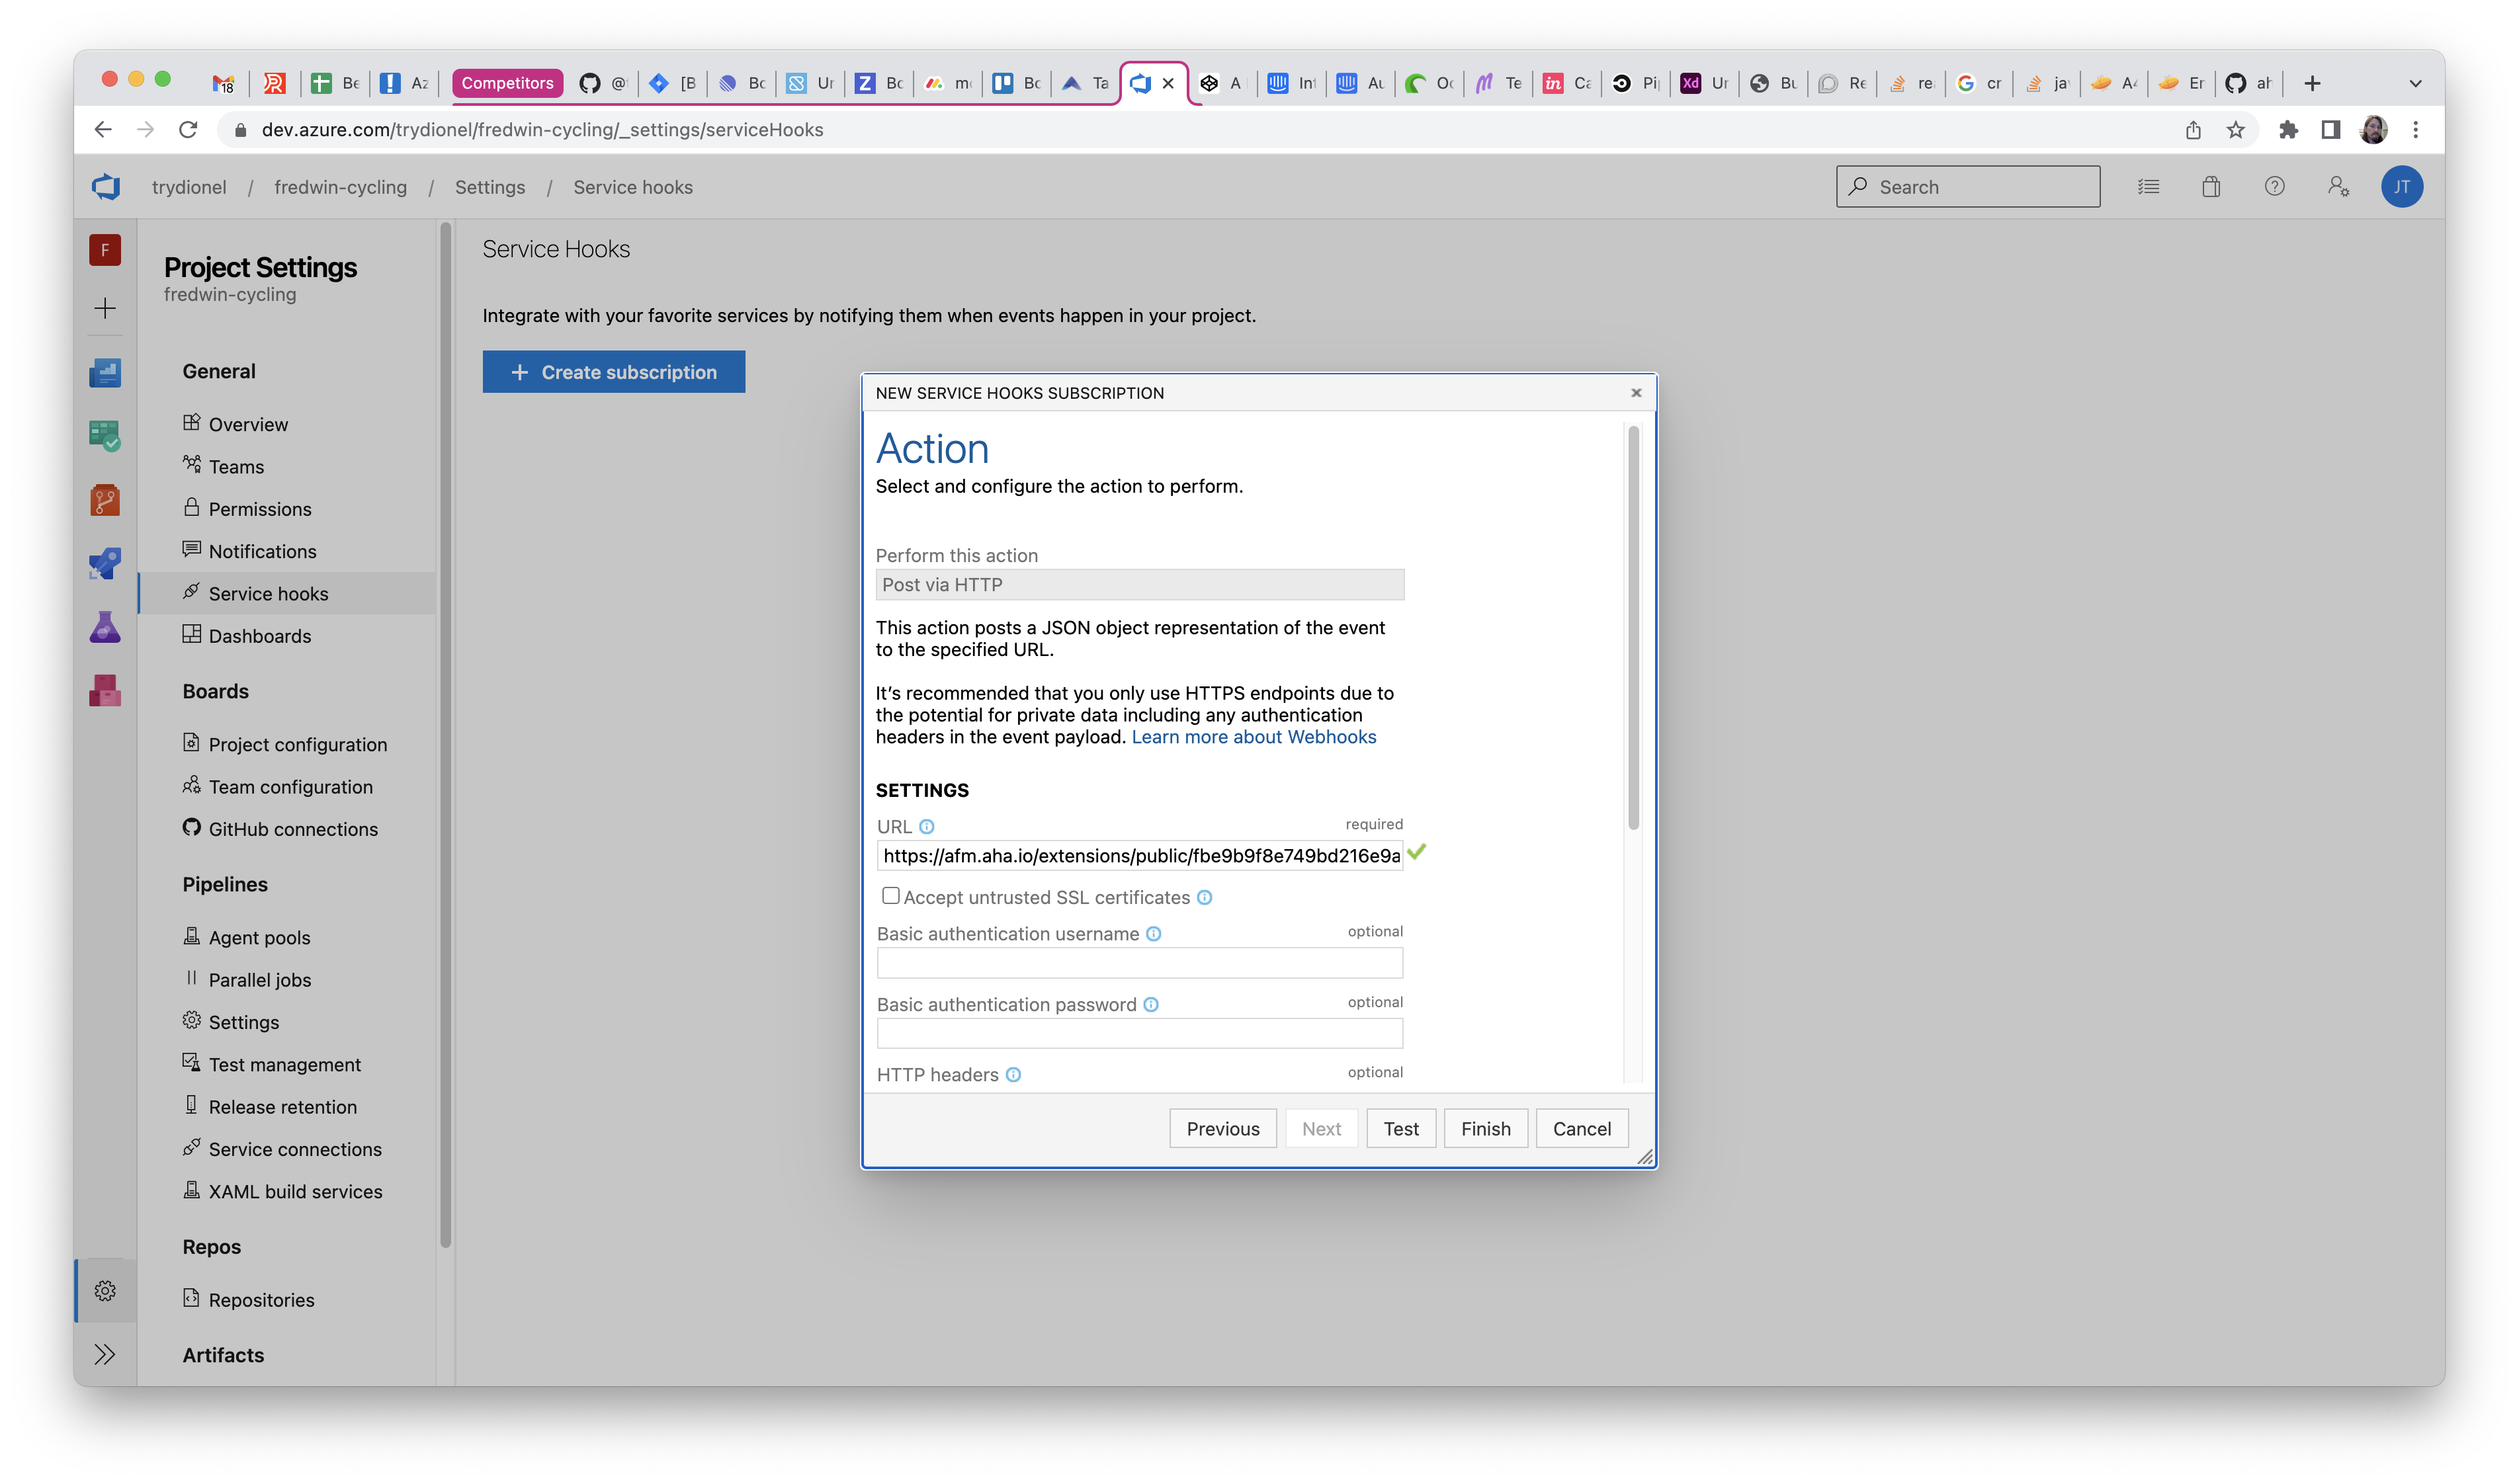 18
Be
Az
Competitors
@
[B
Bc
Ur
Bc
m
Bc
Ta
A
Int
Au
Oc
Te
in
Ca
Pi
Xd
Ur
Bu
Re
re
cr
ja
A
Er
ah
dev.azure.com/trydionel/fredwin-cycling/_settings/serviceHooks
trydionel / fredwin-cycling / Settings / Service hooks
Search
JT
F
Project Settings
fredwin-cycling
General
Overview
Teams
Permissions
Notifications
Service hooks
Dashboards
Boards
Project configuration
Team configuration
GitHub connections
Pipelines
Agent pools
Parallel jobs
Settings
Test management
Release retention
Service connections
XAML build services
Repos
Repositories
Artifacts
Service Hooks
Integrate with your favorite services by notifying them when events happen in your project.
+ Create subscription
NEW SERVICE HOOKS SUBSCRIPTION
Action
Select and configure the action to perform.
Perform this action
Post via HTTP
This action posts a JSON object representation of the event
to the specified URL.
It's recommended that you only use HTTPS endpoints due to
the potential for private data including any authentication
headers in the event payload. Learn more about Webhooks
SETTINGS
URL required
https://afm.aha.io/extensions/public/fbe9b9f8e749bd216e9a
Accept untrusted SSL certificates
Basic authentication username optional
Basic authentication password optional
HTTP headers optional
Previous Next Test Finish Cancel